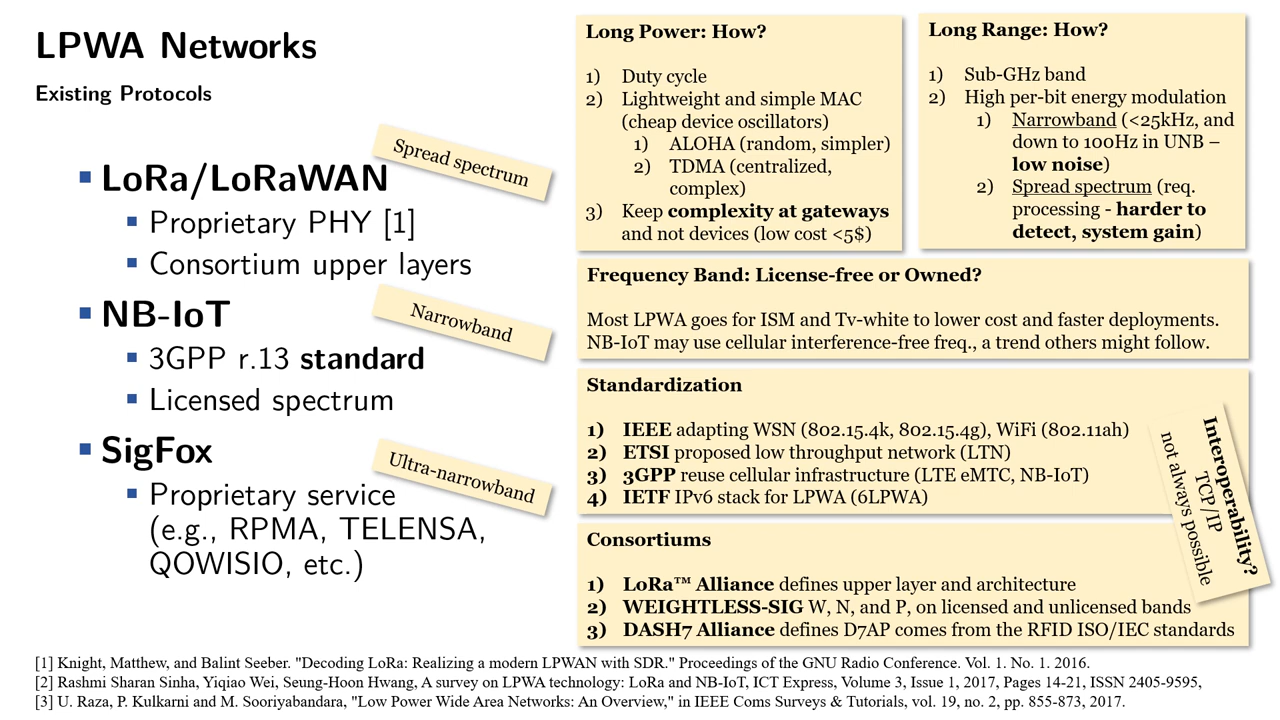 LPWA Networks
Existing Protocols
▪ LoRa/LoRaWAN
Spread spectrum
▪ Proprietary PHY [1]
▪ Consortium upper layers
▪ NB-IoT
Narrowband
▪ 3GPP r.13 standard
▪ Licensed spectrum
▪ SigFox
Ultra-narrowband
▪ Proprietary service
(e.g., RPMA, TELENSA,
QOWISIO, etc.)
Long Power: How?
1) Duty cycle
2) Lightweight and simple MAC
(cheap device oscillators)
1) ALOHA (random, simpler)
2) TDMA (centralized,
complex)
3) Keep complexity at gateways
and not devices (low cost <5$)
Long Range: How?
1) Sub-GHz band
2) High per-bit energy modulation
1) Narrowband (<25kHz, and
down to 100Hz in UNB –
low noise)
2) Spread spectrum (req.
processing - harder to
detect, system gain)
Frequency Band: License-free or Owned?
Most LPWA goes for ISM and Tv-white to lower cost and faster deployments.
NB-IoT may use cellular interference-free freq., a trend others might follow.
Standardization
1) IEEE adapting WSN (802.15.4k, 802.15.4g), WiFi (802.11ah)
2) ETSI proposed low throughput network (LTN)
3) 3GPP reuse cellular infrastructure (LTE eMTC, NB-IoT)
4) IETF IPv6 stack for LPWA (6LPWA)
Interoperability?
TCP/IP
not always possible
Consortiums
1) LoRa™ Alliance defines upper layer and architecture
2) WEIGHTLESS-SIG W, N, and P, on licensed and unlicensed bands
3) DASH7 Alliance defines D7AP comes from the RFID ISO/IEC standards
[1] Knight, Matthew, and Balint Seeber. "Decoding LoRa: Realizing a modern LPWAN with SDR." Proceedings of the GNU Radio Conference. Vol. 1. No. 1. 2016.
[2] Rashmi Sharan Sinha, Yiqiao Wei, Seung-Hoon Hwang, A survey on LPWA technology: LoRa and NB-IoT, ICT Express, Volume 3, Issue 1, 2017, Pages 14-21, ISSN 2405-9595,
[3] U. Raza, P. Kulkarni and M. Sooriyabandara, "Low Power Wide Area Networks: An Overview," in IEEE Coms Surveys & Tutorials, vol. 19, no. 2, pp. 855-873, 2017.